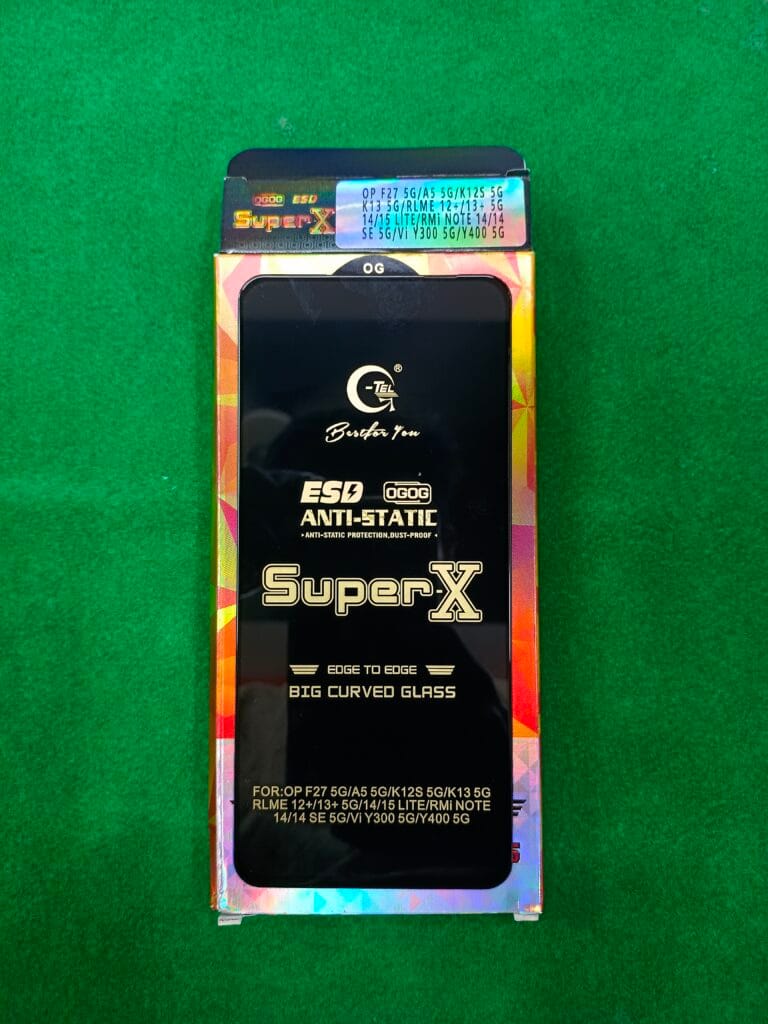 OGOG ESD
Super-X
OP F27 5G/A5 5G/K12S 5G
K13 5G/RLME 12+/13+ 5G
14/15 LITE/RMi NOTE 14/14
SE 5G/Vi Y300 5G/Y400 5G
OG
-TEL®
Best for You
ESD OGOG
ANTI-STATIC
•ANTI-STATIC PROTECTION,DUST-PROOF•
Super-X
EDGE TO EDGE
BIG CURVED GLASS
FOR:OP F27 5G/A5 5G/K12S 5G/K13 5G
RLME 12+/13+ 5G/14/15 LITE/RMi NOTE
14/14 SE 5G/Vi Y300 5G/Y400 5G